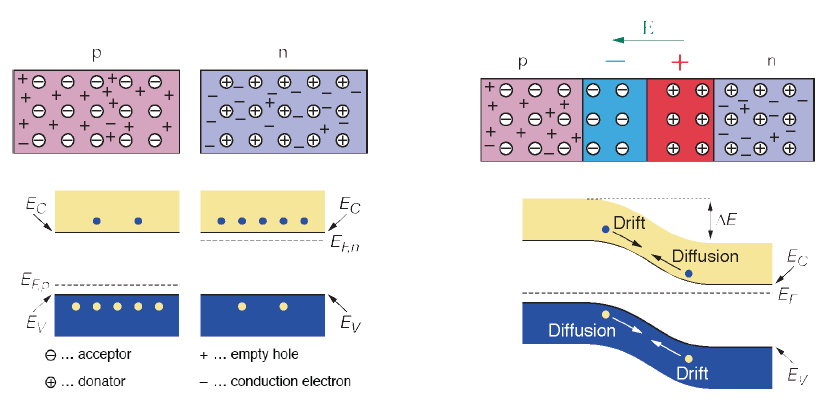 E
p
n
p
−
+
n
E_C
E_C
E_F,n
E_F,p
E_V
E_V
⊖ ... acceptor
+ ... empty hole
⊕ ... donator
− ... conduction electron
ΔE
Drift
Diffusion
E_C
E_F
Diffusion
Drift
E_V